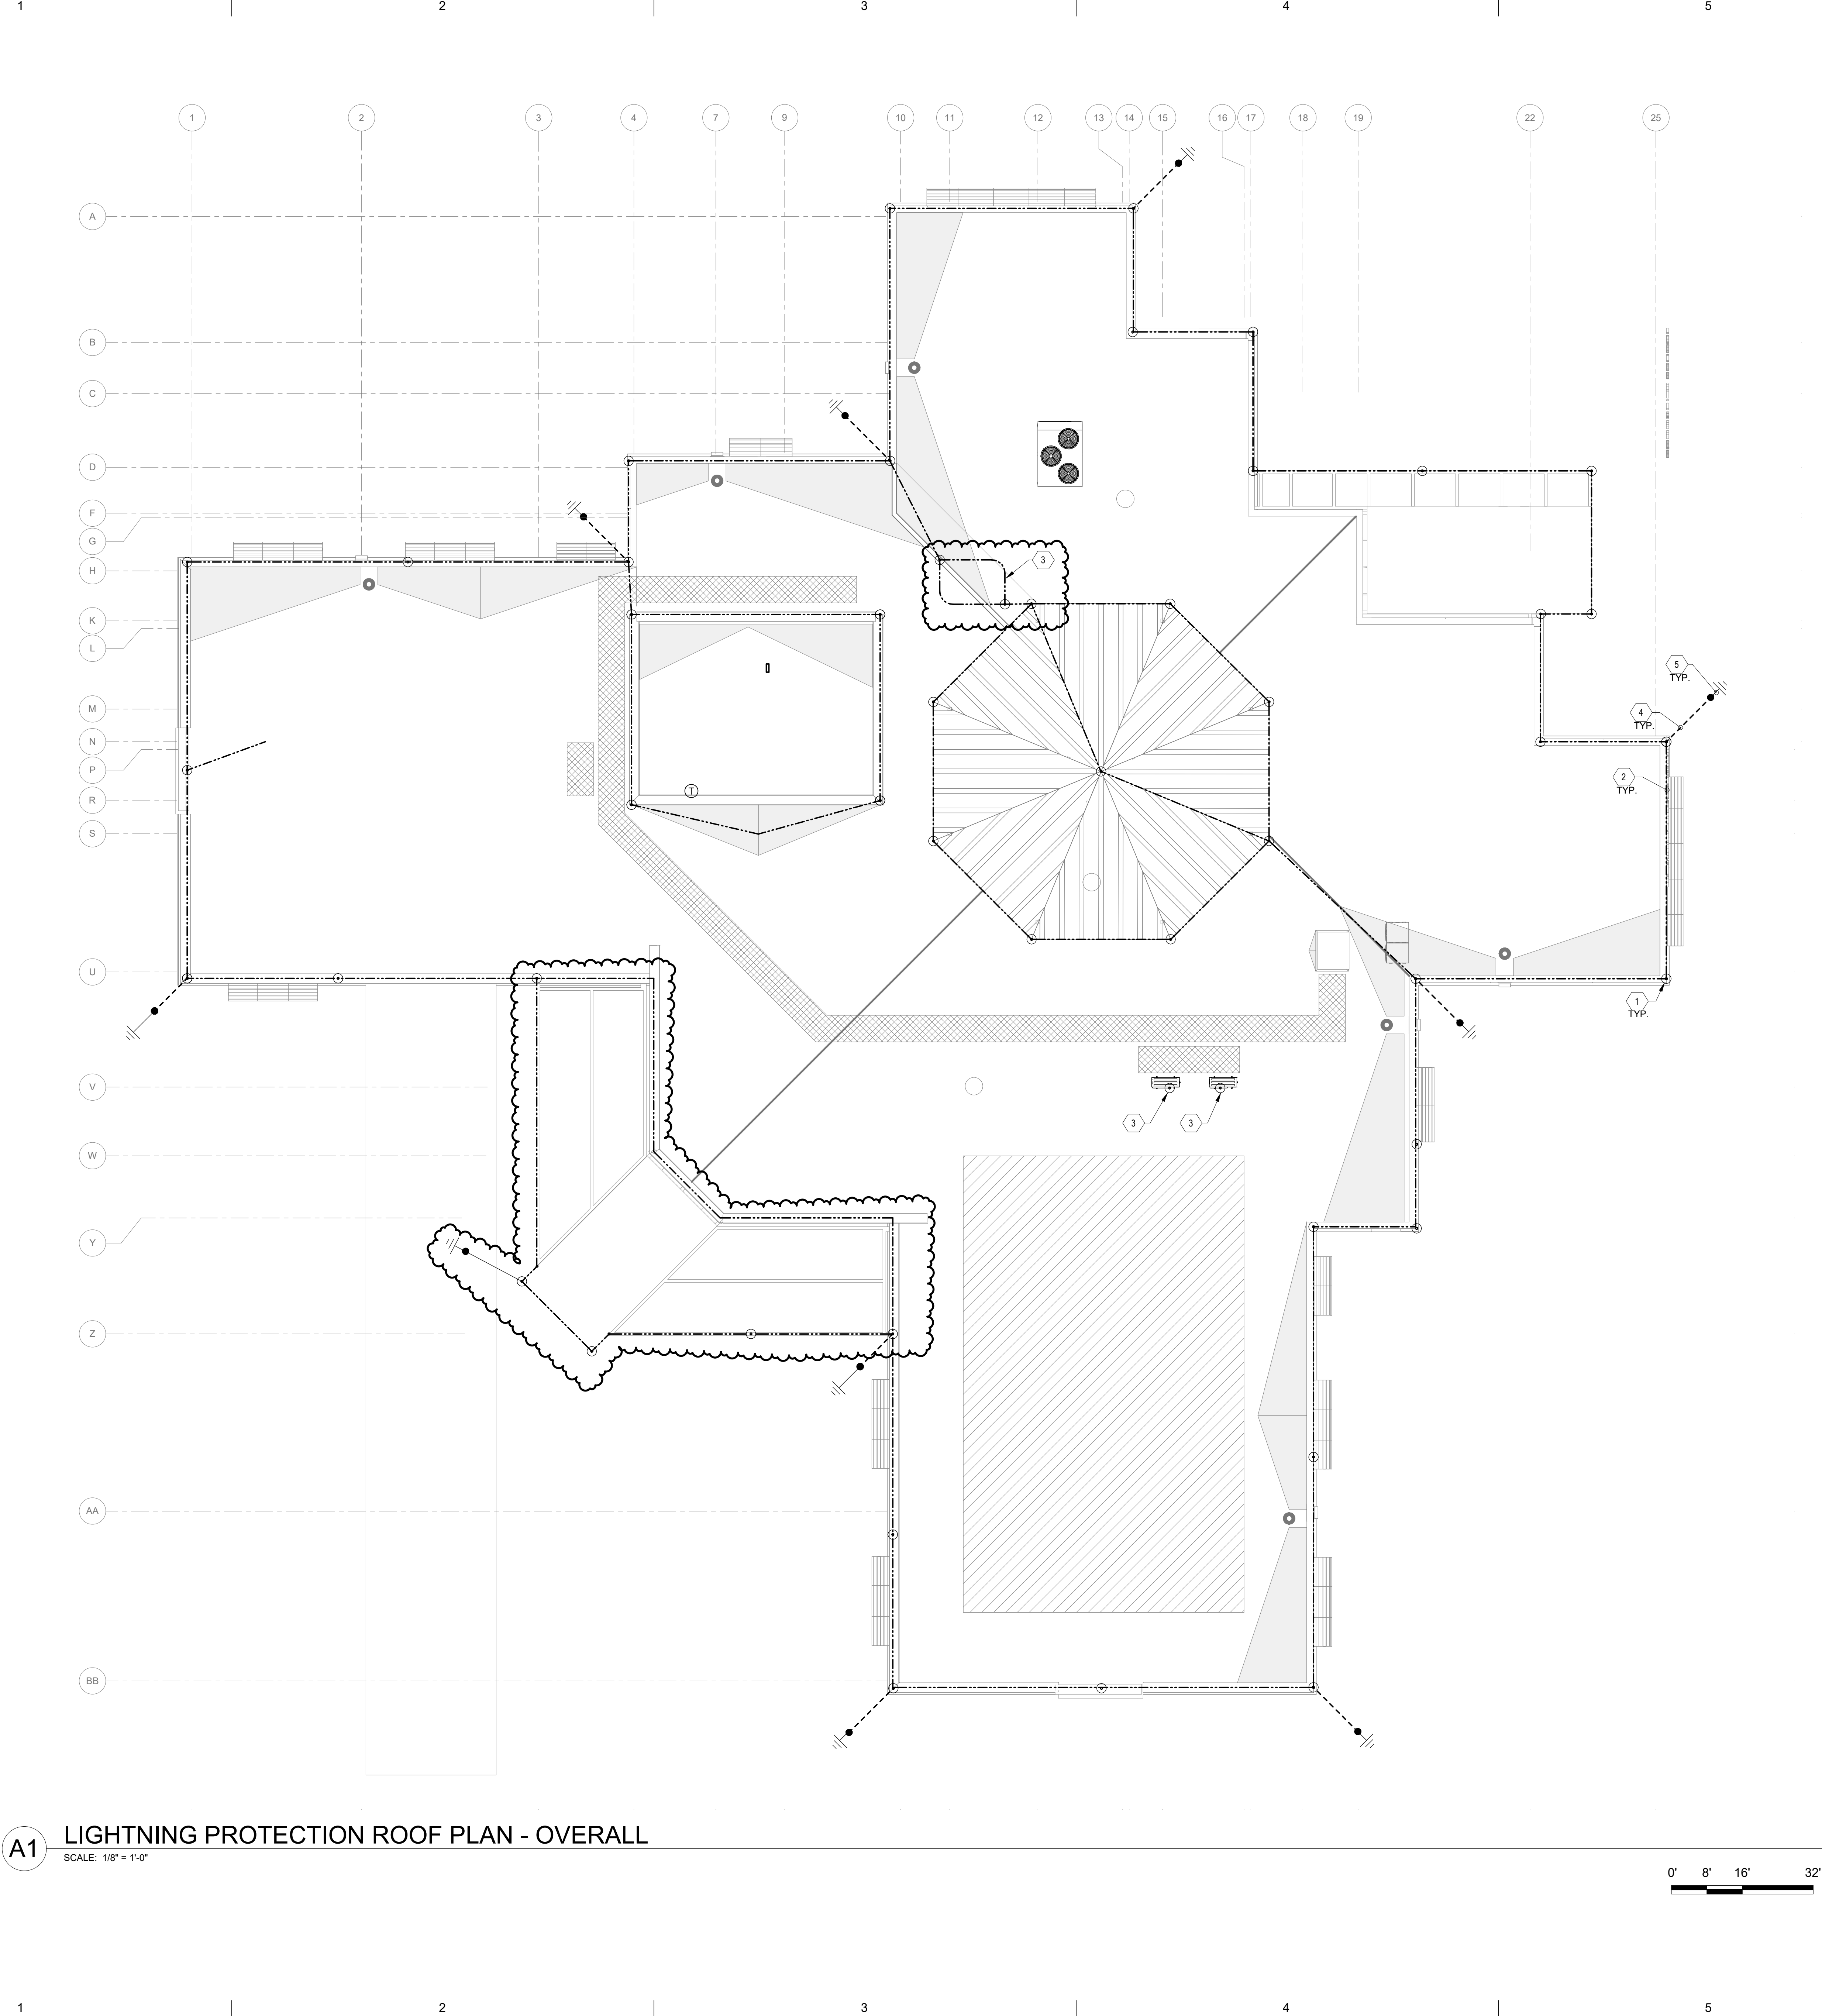 1 2 3 4 5
1 2 3 4 7 9 10 11 12 13 14 15 16 17 18 19 22 25
A
B
C
D
F
G
H
3
K
L
5
TYP.
M
4
TYP.
N
P
2
TYP.
T
R
S
U
1
TYP.
V
3 3
W
Y
Z
AA
BB
A1
LIGHTNING PROTECTION ROOF PLAN - OVERALL
SCALE: 1/8" = 1'-0"
0' 8' 16' 32'
1 2 3 4 5